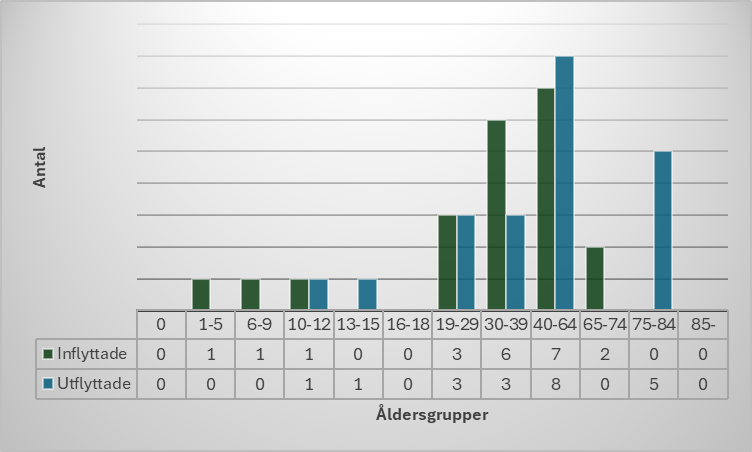 Antal
0 1-5 6-9 10-12 13-15 16-18 19-29 30-39 40-64 65-74 75-84 85-
Inflyttade 0 1 1 1 0 0 3 6 7 2 0 0
Utflyttade 0 0 0 1 1 0 3 3 8 0 5 0
Åldersgrupper